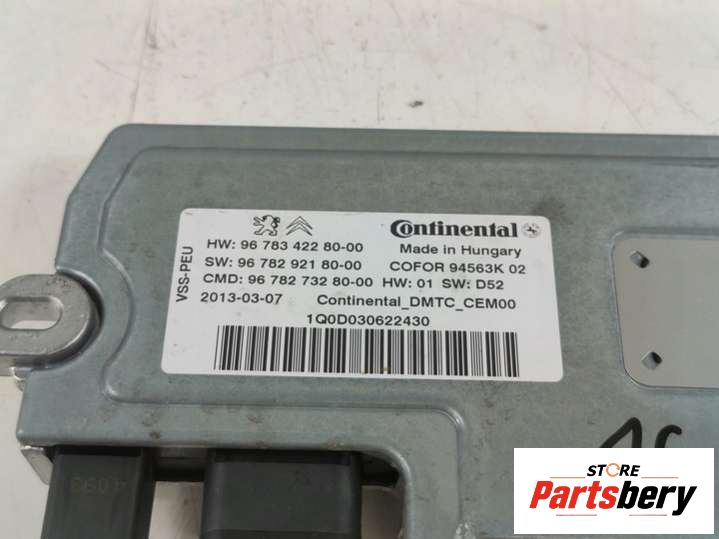 Continental
VSS-PEU
HW: 96 783 422 80-00
Made in Hungary
SW: 96 782 921 80-00
COFOR 94563K 02
CMD: 96 782 732 80-00 HW: 01 SW: D52
2013-03-07
Continental_DMTC_CEM00
1Q0D030622430
STORE
Partsbery